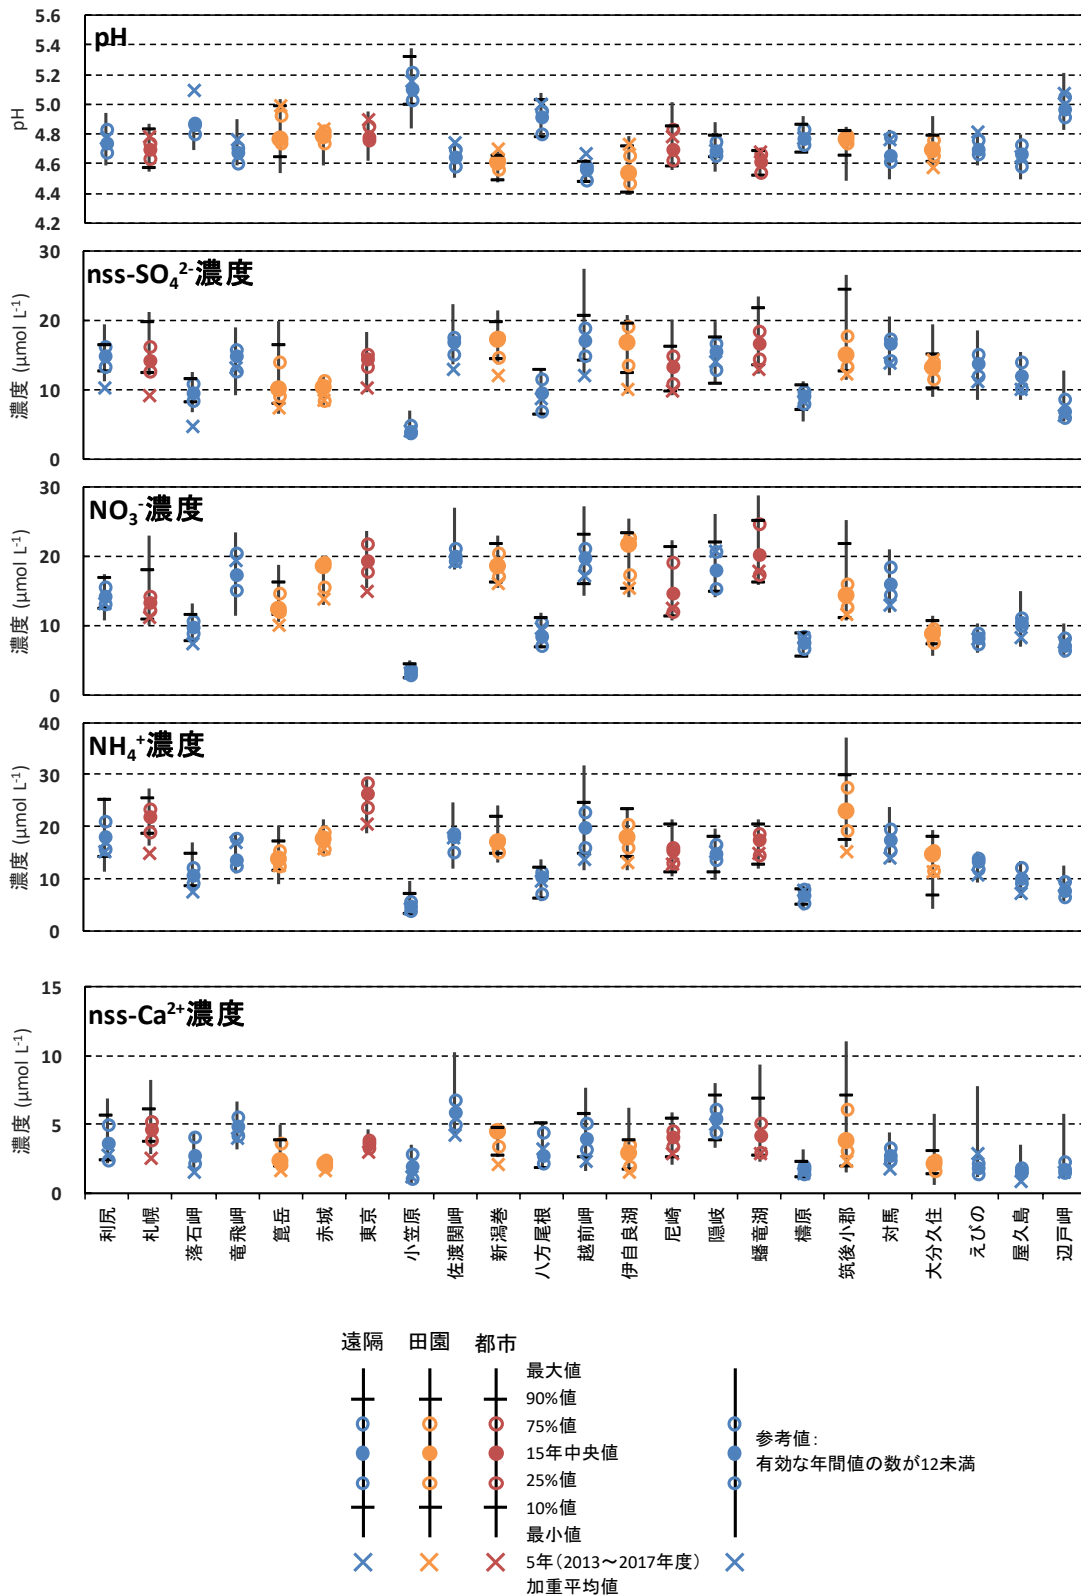 pH
pH
5.6
5.4
5.2
5.0
4.8
4.6
4.4
4.2
nss-SO₄²⁻濃度
濃度 (µmol L⁻¹)
30
20
10
0
NO₃⁻濃度
濃度 (µmol L⁻¹)
30
20
10
0
NH₄⁺濃度
濃度 (µmol L⁻¹)
40
30
20
10
0
nss-Ca²⁺濃度
濃度 (µmol L⁻¹)
15
10
5
0
利尻
札幌
落石岬
竜飛岬
箟岳
赤城
東京
小笠原
佐渡関岬
新潟巻
八方尾根
越前岬
伊自良湖
尼崎
隠岐
蟠竜湖
檮原
筑後小郡
対馬
大分久住
えびの
屋久島
辺戸岬
遠隔 田園 都市
最大値
90%値
75%値
15年中央値
25%値
10%値
最小値
5年(2013～2017年度)
加重平均値
参考値:
有効な年間値の数が12未満